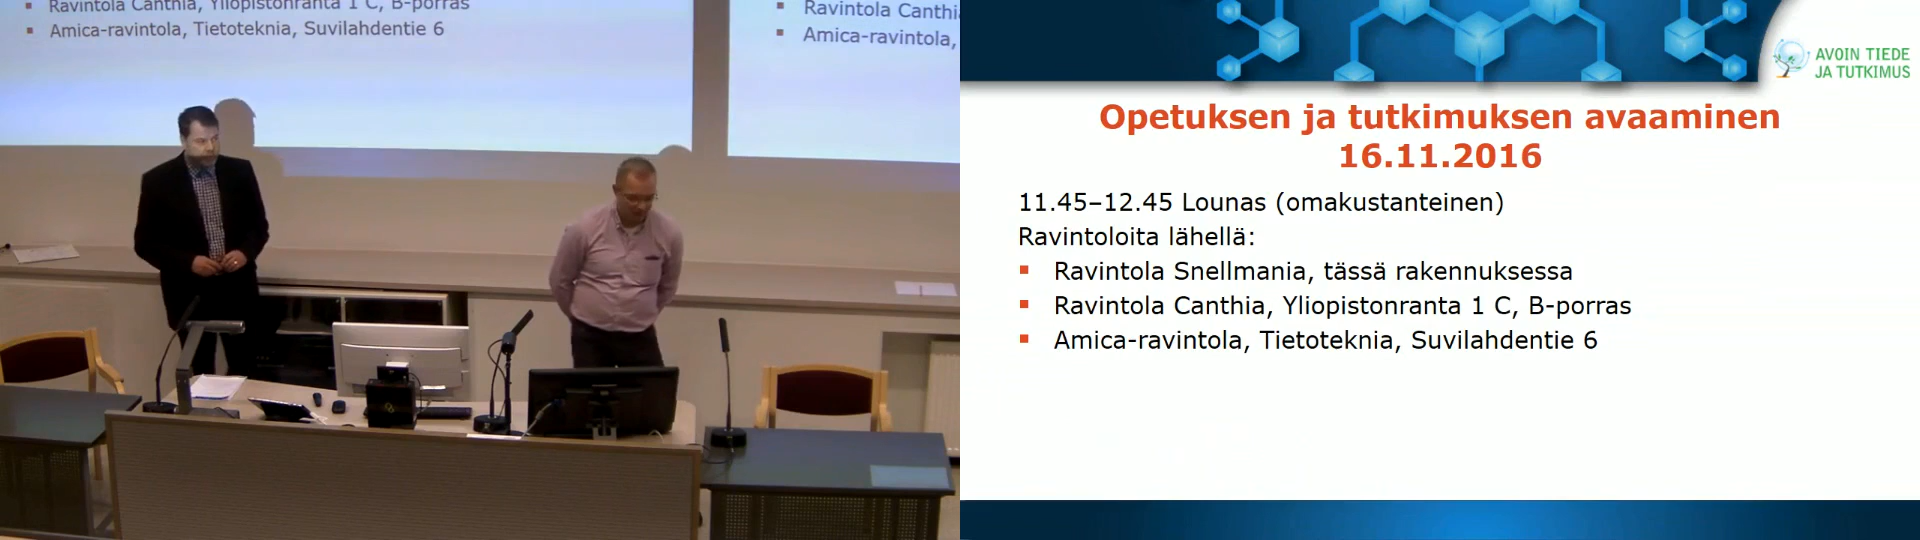 Ravintola Canthia, Yliopistonranta 1 C, B-porras
Amica-ravintola, Tietoteknia, Suvilahdentie 6
Ravintola Canthi
Amica-ravintola,
AVOIN TIEDE
JA TUTKIMUS
Opetuksen ja tutkimuksen avaaminen
16.11.2016
11.45–12.45 Lounas (omakustanteinen)
Ravintoloita lähellä:
Ravintola Snellmania, tässä rakennuksessa
Ravintola Canthia, Yliopistonranta 1 C, B-porras
Amica-ravintola, Tietoteknia, Suvilahdentie 6